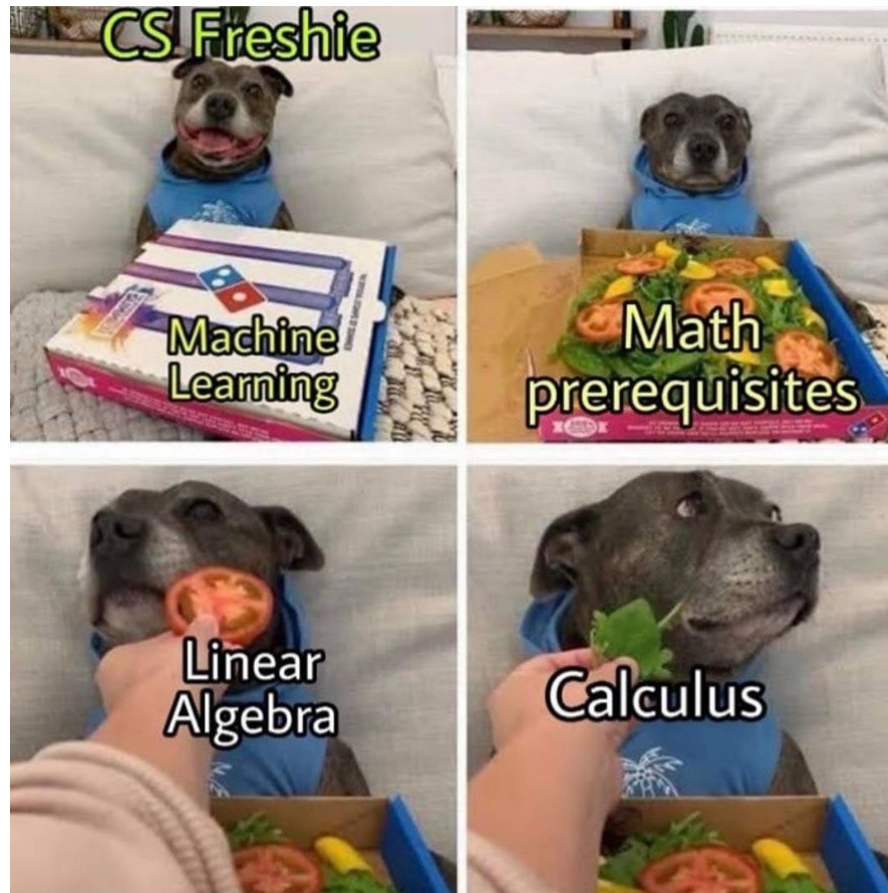 CS Freshie
Machine
Learning
Math
prerequisites
Linear
Algebra
Calculus